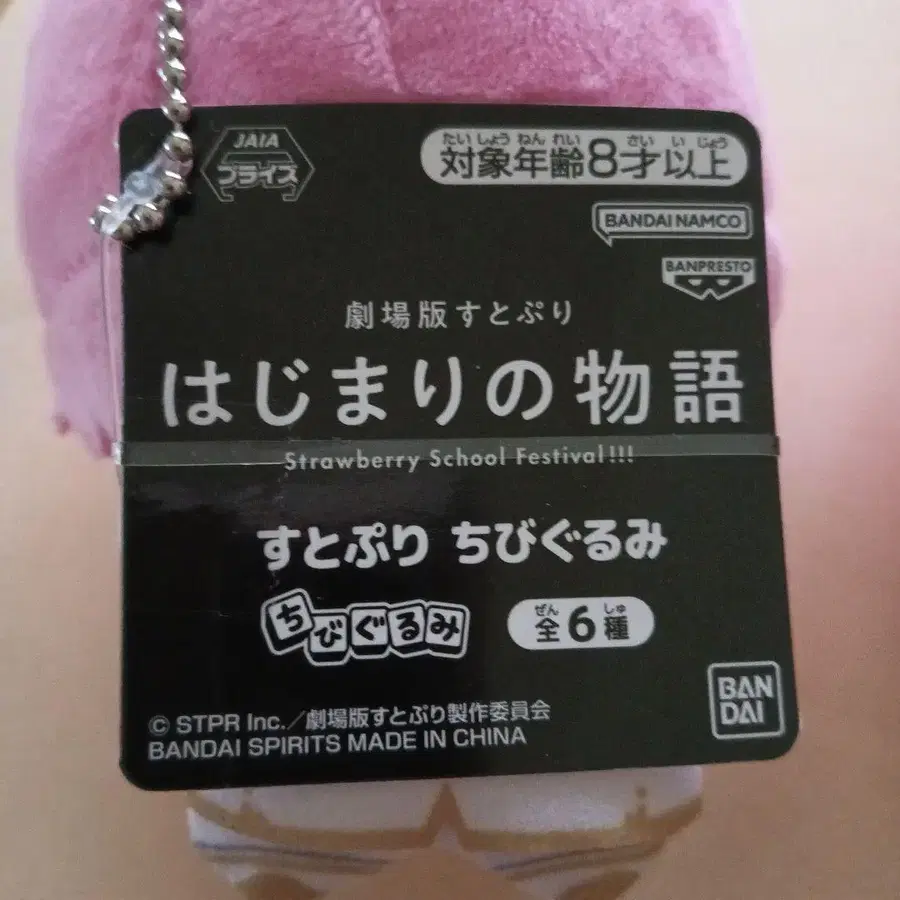 JAIA
プライズ
たいしょうねんれい さいいじょう
対象年齢8才以上
BANDAI NAMCO
BANPRESTO
劇場版すとぷり
はじまりの物語
Strawberry School Festival!!!
すとぷり ちびぐるみ
ちびぐるみ
ぜん しゅ
全6種
© STPR Inc.／劇場版すとぷり製作委員会
BANDAI SPIRITS MADE IN CHINA
BAN
DAI